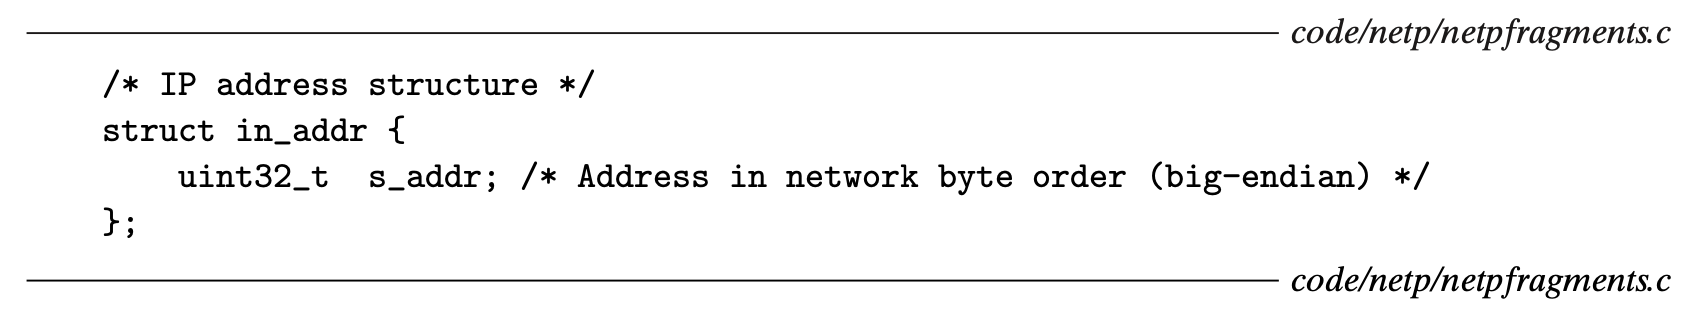 code/netp/netpfragments.c
/* IP address structure */
struct in_addr {
    uint32_t  s_addr; /* Address in network byte order (big-endian) */
};
code/netp/netpfragments.c